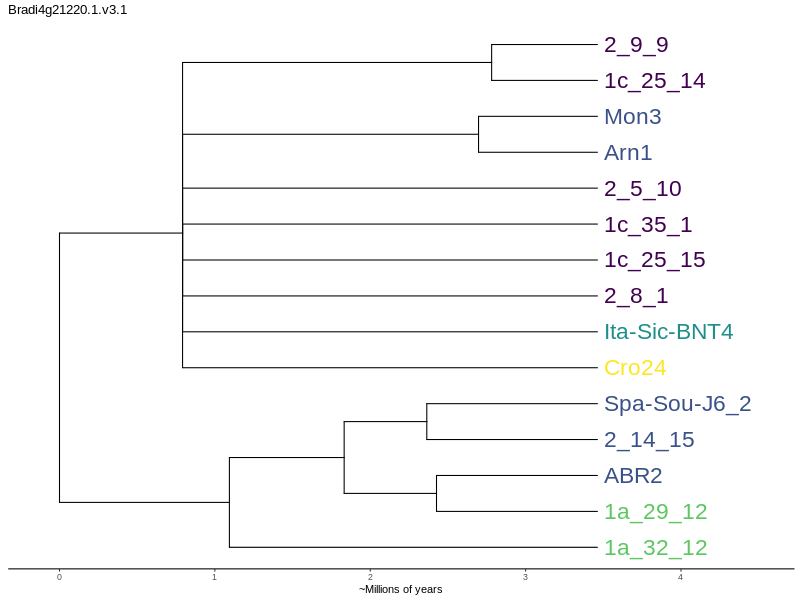 Bradi4g21220.1.v3.1
2_9_9
1c_25_14
Mon3
Arn1
2_5_10
1c_35_1
1c_25_15
2_8_1
Ita-Sic-BNT4
Cro24
Spa-Sou-J6_2
2_14_15
ABR2
1a_29_12
1a_32_12
0 1 2 3 4
~Millions of years